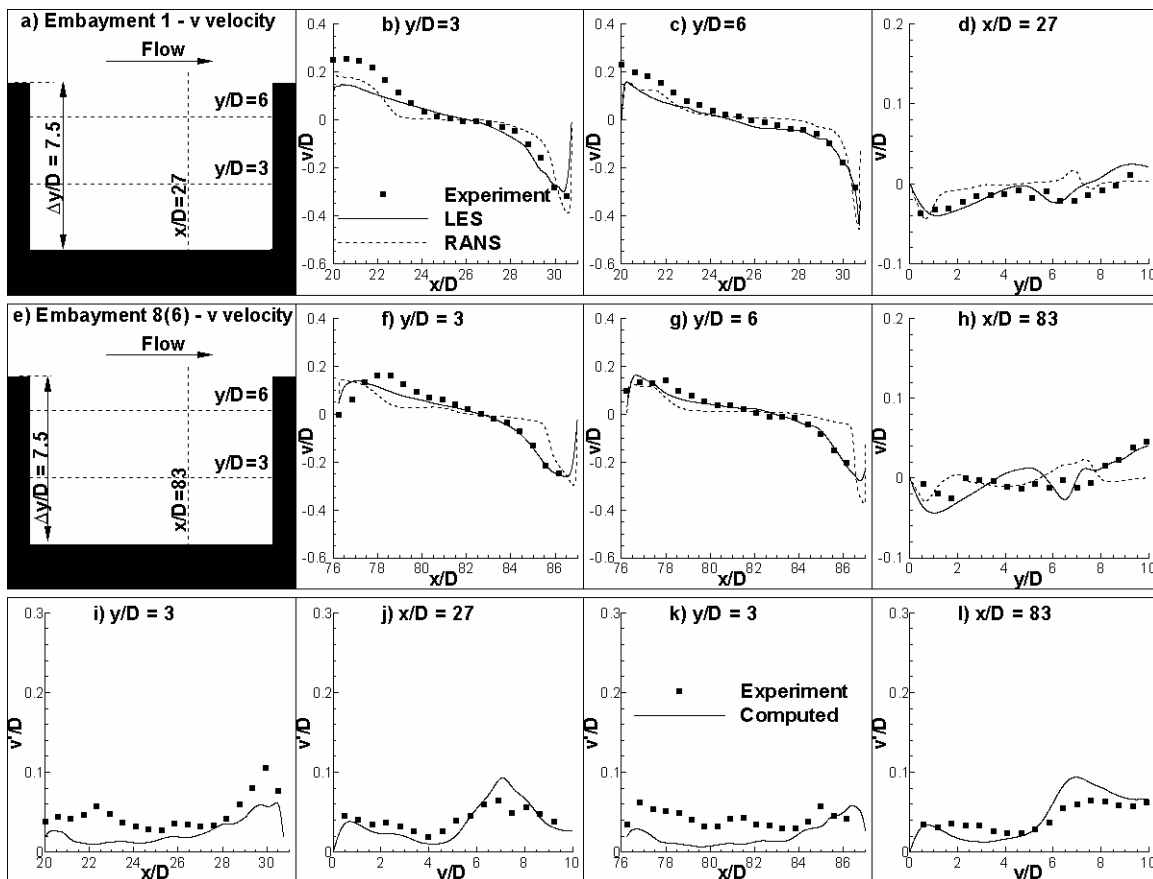 a) Embayment 1 - v velocity
Flow
y/D=6
y/D=3
Δy/D = 7.5
x/D=27
b) y/D=3
v/D
0.4
0.2
0
-0.2
-0.4
-0.6
Experiment
LES
RANS
20 22 24 26 28 30
x/D
c) y/D=6
v/D
0.4
0.2
0
-0.2
-0.4
-0.6
20 22 24 26 28 30
x/D
d) x/D = 27
v/D
0.2
0.1
0
-0.1
0 2 4 6 8 10
y/D
e) Embayment 8(6) - v velocity
Flow
y/D=6
y/D=3
Δy/D = 7.5
x/D=83
f) y/D = 3
v/D
0.4
0.2
0
-0.2
-0.4
-0.6
76 78 80 82 84 86
x/D
g) y/D = 6
v/D
0.4
0.2
0
-0.2
-0.4
-0.6
76 78 80 82 84 86
x/D
h) x/D = 83
v/D
0.2
0.1
0
-0.1
0 2 4 6 8 10
y/D
i) y/D = 3
v'/D
0.3
0.2
0.1
0
20 22 24 26 28 30
x/D
j) x/D = 27
v'/D
0.3
0.2
0.1
0
0 2 4 6 8 10
y/D
k) y/D = 3
v'/D
0.3
0.2
0.1
0
Experiment
Computed
76 78 80 82 84 86
x/D
l) x/D = 83
v'/D
0.3
0.2
0.1
0
0 2 4 6 8 10
y/D